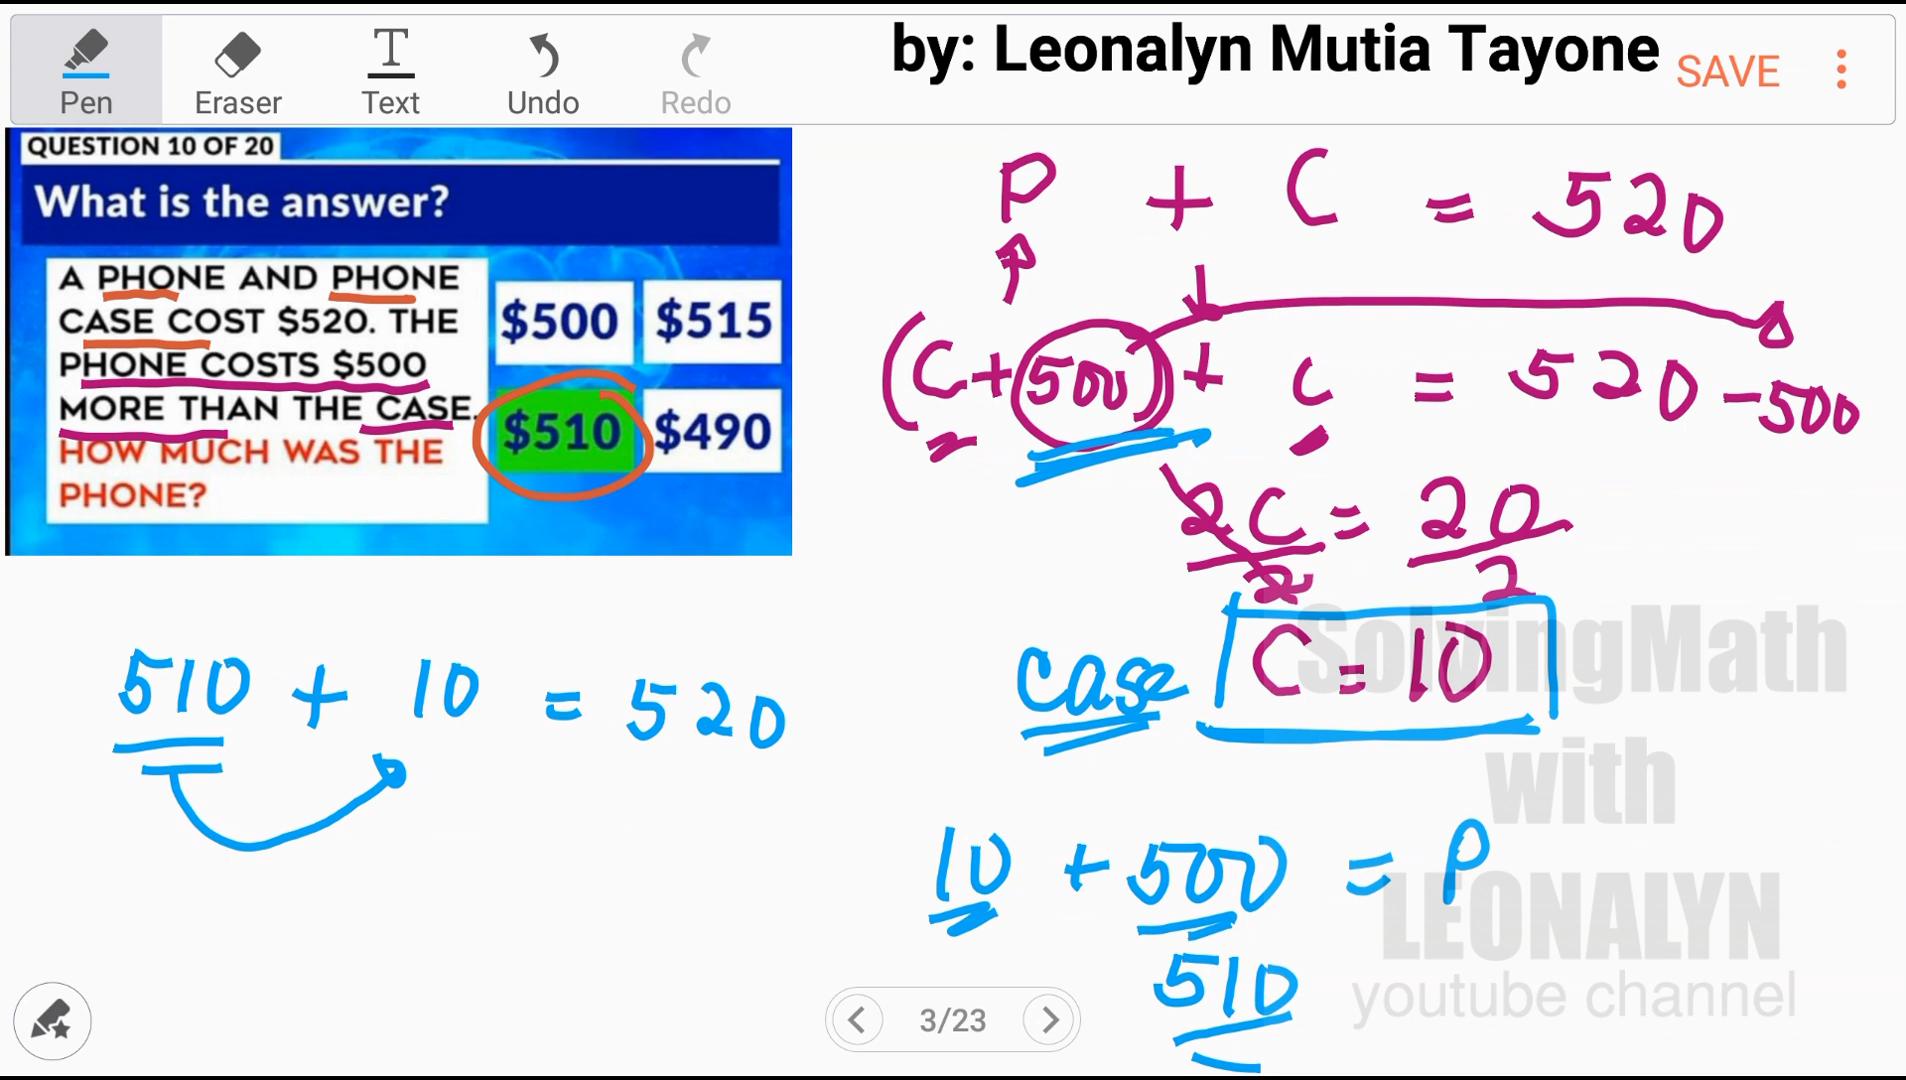 by: Leonalyn Mutia Tayone
SAVE
Pen
Eraser
Text
Undo
Redo
QUESTION 10 OF 20
What is the answer?
A PHONE AND PHONE
CASE COST $520. THE
PHONE COSTS $500
MORE THAN THE CASE.
HOW MUCH WAS THE
PHONE?
$500
$515
$510
$490
P + C = 520
(C + 500) + C = 520 - 500
2C = 20
2 2
case C = 10
510 + 10 = 520
10 + 500 = P
510
SolvingMath
with
LEONALYN
youtube channel
3/23